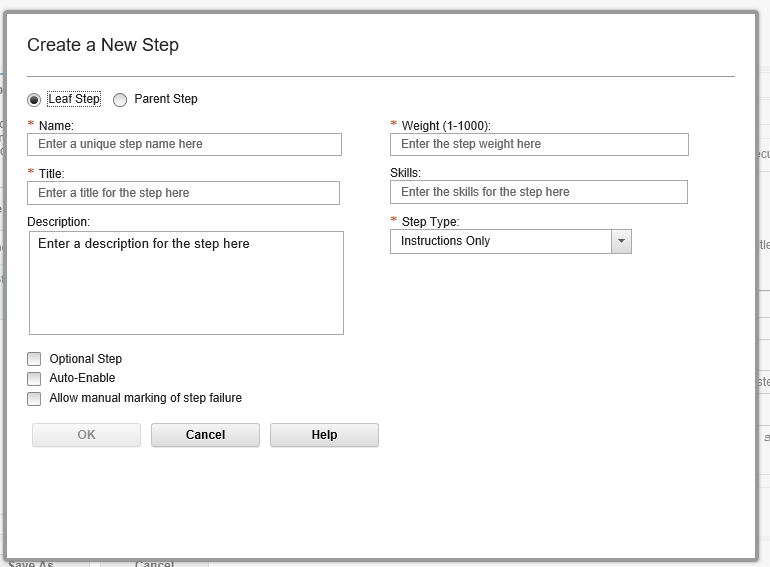 Create a New Step
Leaf Step Parent Step
* Name:
Enter a unique step name here
* Weight (1-1000):
Enter the step weight here
* Title:
Enter a title for the step here
Skills:
Enter the skills for the step here
Description:
Enter a description for the step here
* Step Type:
Instructions Only
Optional Step
Auto-Enable
Allow manual marking of step failure
OK Cancel Help
Save As Cancel